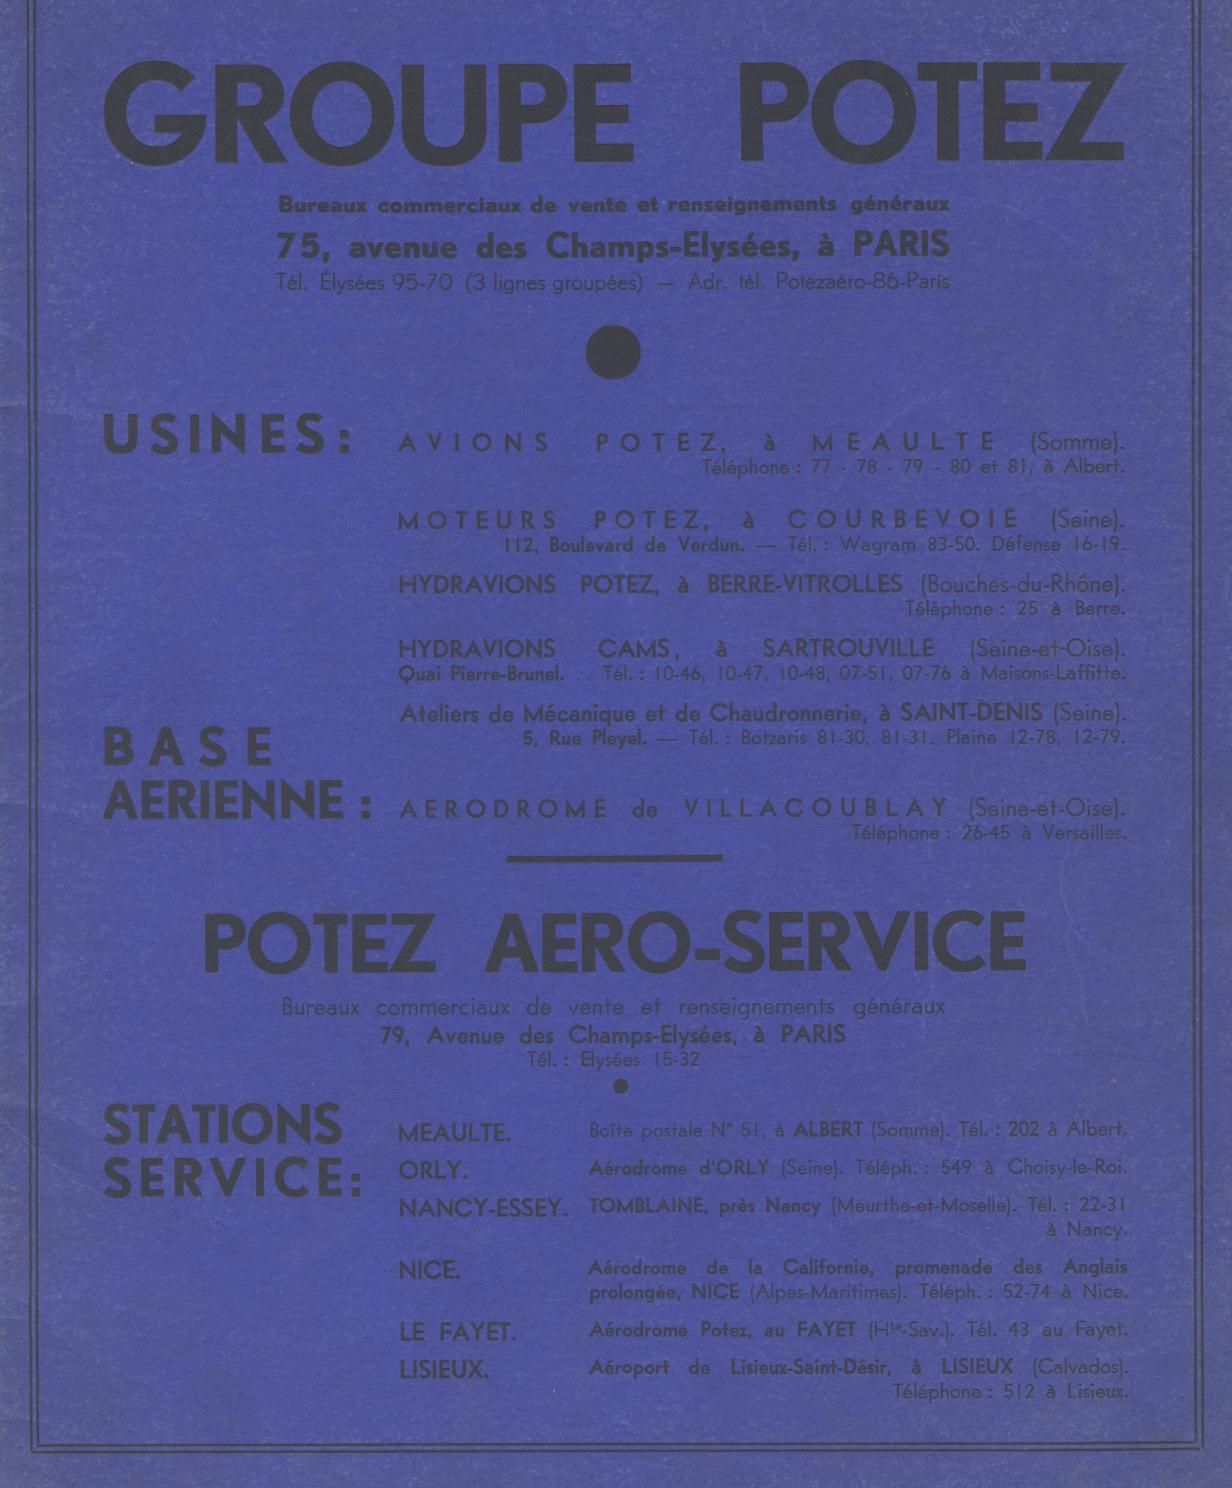 GROUPE POTEZ
Bureaux commerciaux de vente et renseignements généraux
75, avenue des Champs-Elysées, à PARIS
Tél. Élysées 95-70 (3 lignes groupées) — Adr. tél. Potezaéro-86-Paris
USINES: AVIONS POTEZ, à MEAULTE (Somme).
Téléphone : 77 - 78 - 79 - 80 et 81, à Albert.
MOTEURS POTEZ, à COURBEVOIE (Seine).
112, Boulevard de Verdun. — Tél. : Wagram 83-50. Défense 16-19.
HYDRAVIONS POTEZ, à BERRE-VITROLLES (Bouches-du-Rhône).
Téléphone : 25 à Berre.
HYDRAVIONS CAMS, à SARTROUVILLE (Seine-et-Oise).
Quai Pierre-Brunel. . . Tél. : 10-46, 10-47, 10-48, 07-51, 07-76 à Maisons-Laffitte.
Ateliers de Mécanique et de Chaudronnerie, à SAINT-DENIS (Seine).
5, Rue Pleyel. — Tél. : Botzaris 81-30, 81-31. Plaine 12-78, 12-79.
BASE
AERIENNE : AERODROME de VILLACOUBLAY (Seine-et-Oise).
Téléphone : 26-45 à Versailles.
POTEZ AERO-SERVICE
Bureaux commerciaux de vente et renseignements généraux
79, Avenue des Champs-Elysées, à PARIS
Tél. : Elysées 15-32
STATIONS
SERVICE:
MEAULTE. Boîte postale N° 51, à ALBERT (Somme). Tél. : 202 à Albert.
ORLY. Aérodrome d'ORLY (Seine). Téléph. : 549 à Choisy-le-Roi.
NANCY-ESSEY. TOMBLAINE, près Nancy (Meurthe-et-Moselle). Tél. : 22-31
à Nancy.
NICE. Aérodrome de la Californie, promenade des Anglais
prolongée, NICE (Alpes-Maritimes). Téléph. : 52-74 à Nice.
LE FAYET. Aérodrome Potez, au FAYET (Hte-Sav.). Tél. 43 au Fayet.
LISIEUX. Aéroport de Lisieux-Saint-Désir, à LISIEUX (Calvados).
Téléphone : 512 à Lisieux.